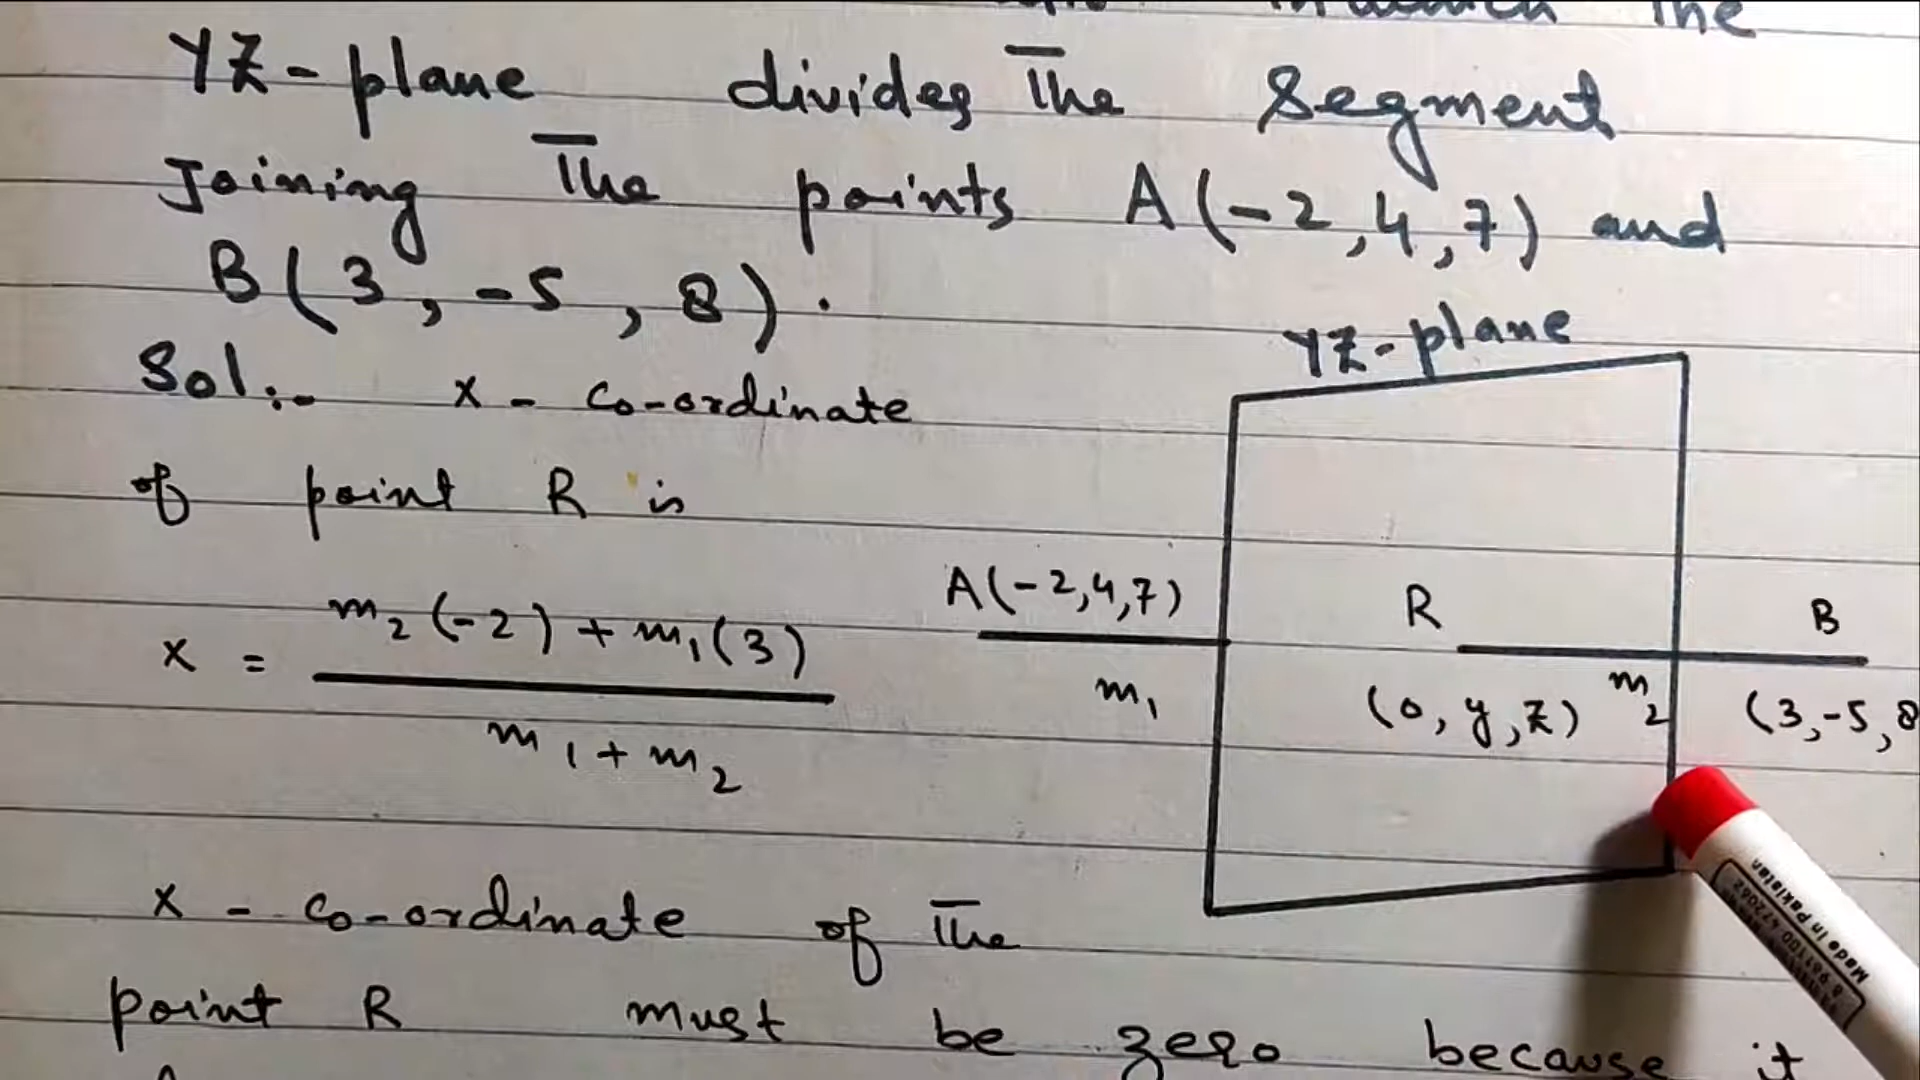 the
YZ-plane divides The segment
Joining The points A(-2,4,7) and
B(3,-5,8).
Sol:- x - co-ordinate
of point R is
x = m2(-2) + m1(3)
m1 + m2
x - co-ordinate of The
point R must be zero because it
YZ-plane
A(-2,4,7)
R
B
m1
(0,y,z)
m2
(3,-5,8
Made in Pakistan